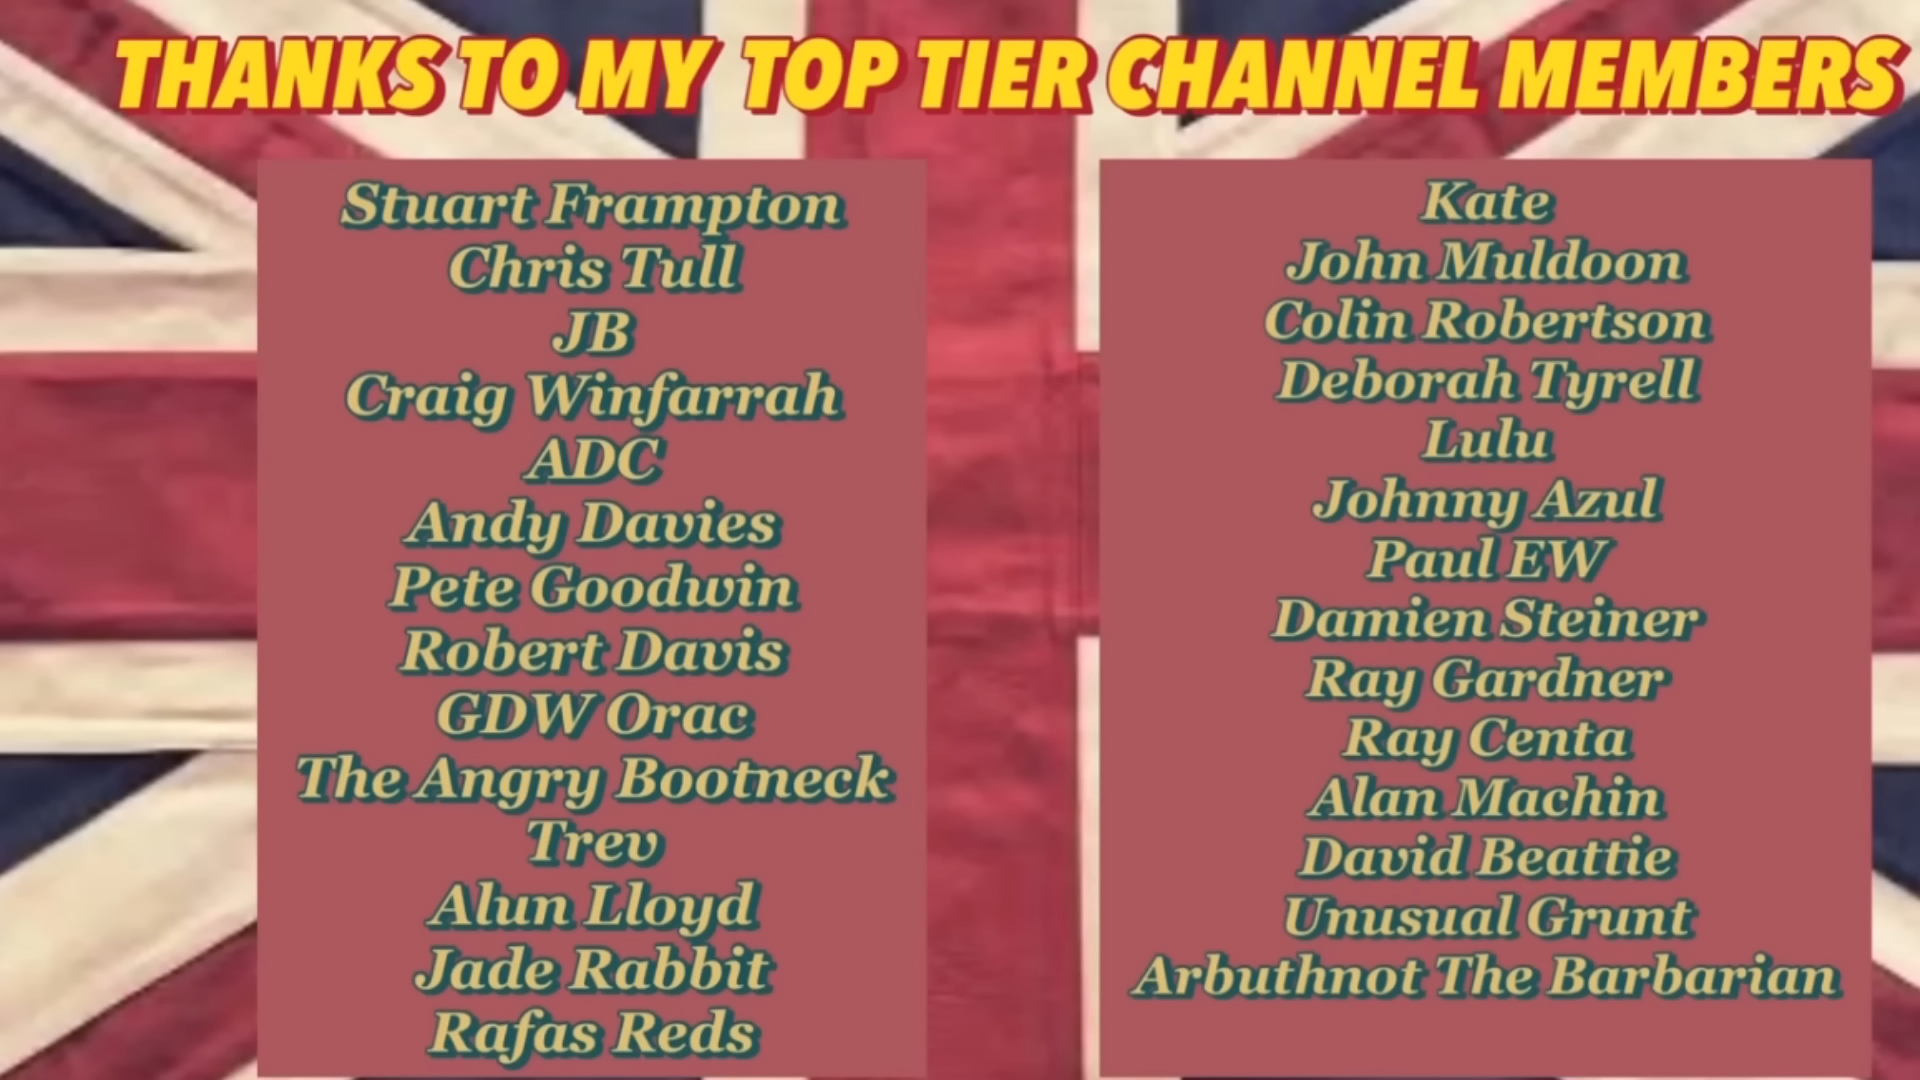 THANKS TO MY TOP TIER CHANNEL MEMBERS
Stuart Frampton
Chris Tull
JB
Craig Winfarrah
ADC
Andy Davies
Pete Goodwin
Robert Davis
GDW Orac
The Angry Bootneck
Trev
Alun Lloyd
Jade Rabbit
Rafas Reds
Kate
John Muldoon
Colin Robertson
Deborah Tyrell
Lulu
Johnny Azul
Paul EW
Damien Steiner
Ray Gardner
Ray Centa
Alan Machin
David Beattie
Unusual Grunt
Arbuthnot The Barbarian